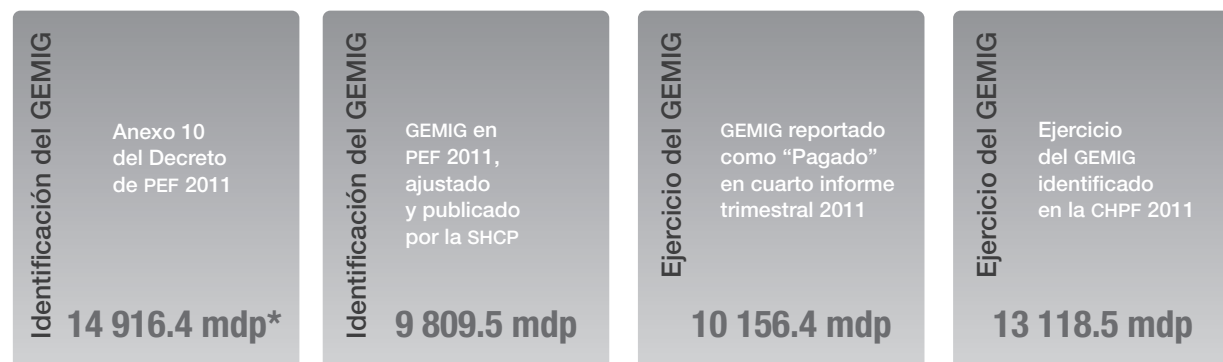 Identificación del GEMIG
Anexo 10
del Decreto
de PEF 2011
14 916.4 mdp*
Identificación del GEMIG
GEMIG en
PEF 2011,
ajustado
y publicado
por la SHCP
9 809.5 mdp
Ejercicio del GEMIG
GEMIG reportado
como “Pagado”
en cuarto informe
trimestral 2011
10 156.4 mdp
Ejercicio del GEMIG
Ejercicio
del GEMIG
identificado
en la CHPF 2011
13 118.5 mdp